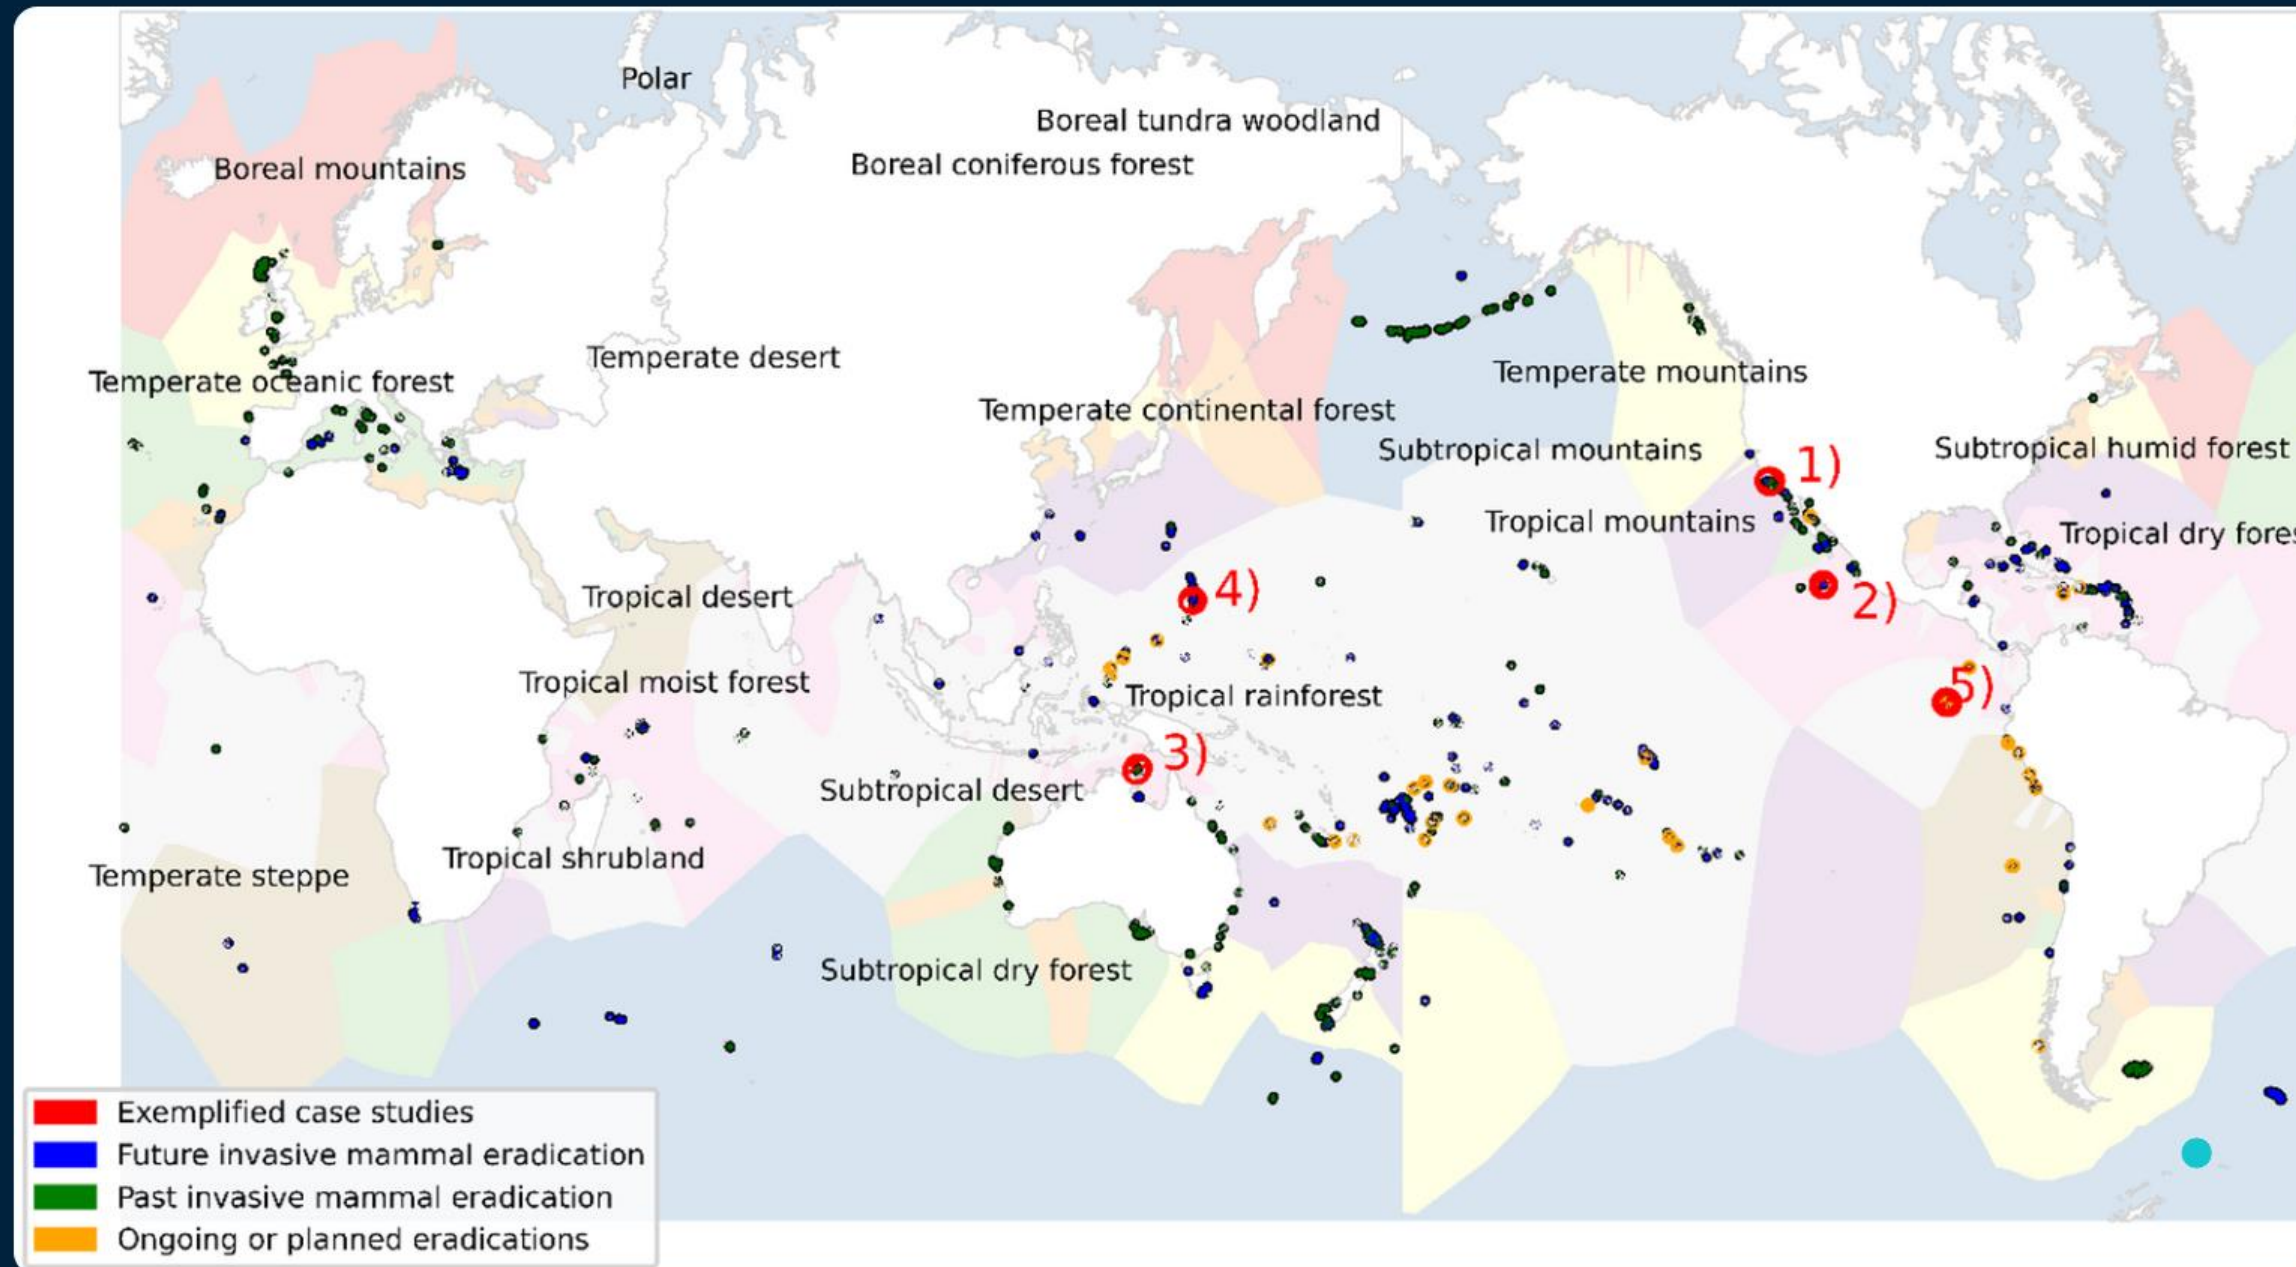 Polar
Boreal tundra woodland
Boreal coniferous forest
Boreal mountains
Temperate desert
Temperate mountains
Temperate oceanic forest
Temperate continental forest
Subtropical mountains
Subtropical humid forest
1)
Tropical mountains
Tropical dry fores
Tropical desert
4)
2)
Tropical moist forest
Tropical rainforest
5)
3)
Subtropical desert
Tropical shrubland
Temperate steppe
Subtropical dry forest
Exemplified case studies
Future invasive mammal eradication
Past invasive mammal eradication
Ongoing or planned eradications